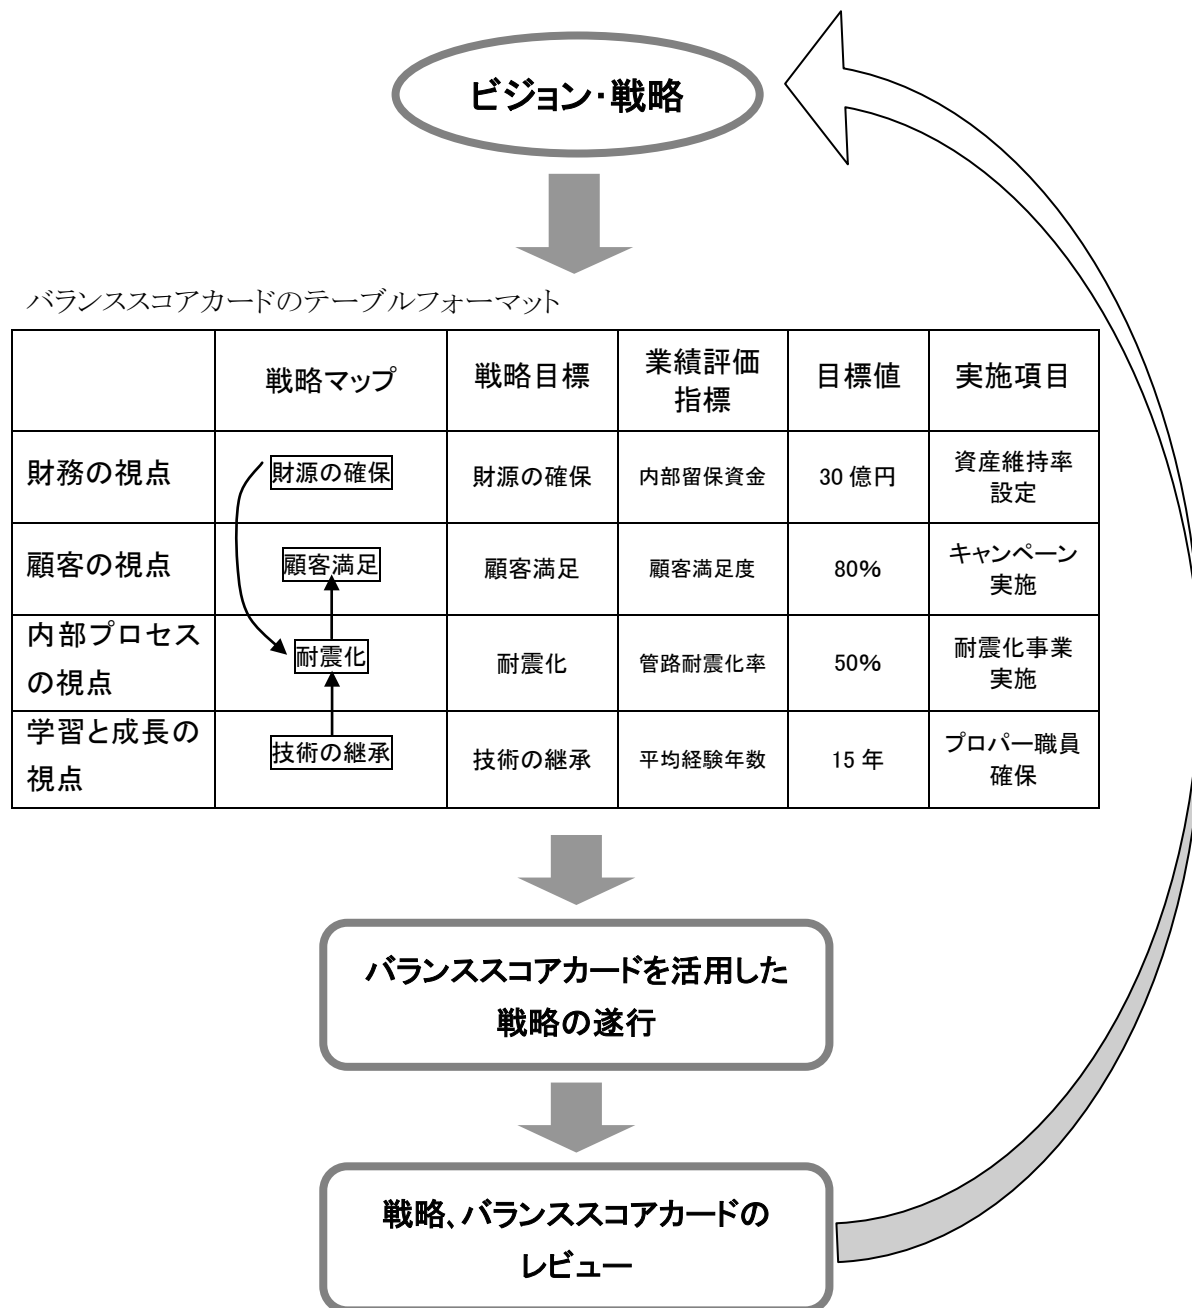 ビジョン・戦略
バランススコアカードのテーブルフォーマット
戦略マップ
戦略目標
業績評価
指標
目標値
実施項目
財務の視点
財源の確保
財源の確保
内部留保資金
30 億円
資産維持率
設定
顧客の視点
顧客満足
顧客満足
顧客満足度
80%
キャンペーン
実施
内部プロセス
の視点
耐震化
耐震化
管路耐震化率
50%
耐震化事業
実施
学習と成長の
視点
技術の継承
技術の継承
平均経験年数
15 年
プロパー職員
確保
バランススコアカードを活用した
戦略の遂行
戦略、バランススコアカードの
レビュー